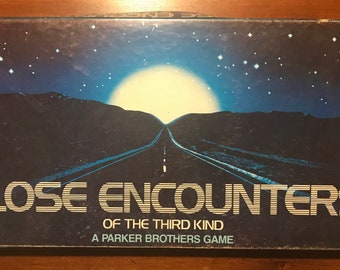 LOSE ENCOUNTERS
OF THE THIRD KIND
A PARKER BROTHERS GAME